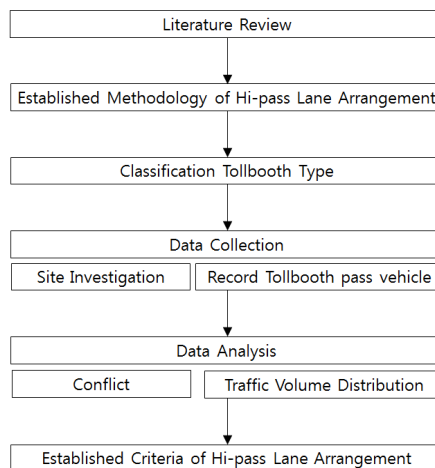 Literature Review
Established Methodology of Hi-pass Lane Arrangement
Classification Tollbooth Type
Data Collection
Site Investigation
Record Tollbooth pass vehicle
Data Analysis
Conflict
Traffic Volume Distribution
Established Criteria of Hi-pass Lane Arrangement